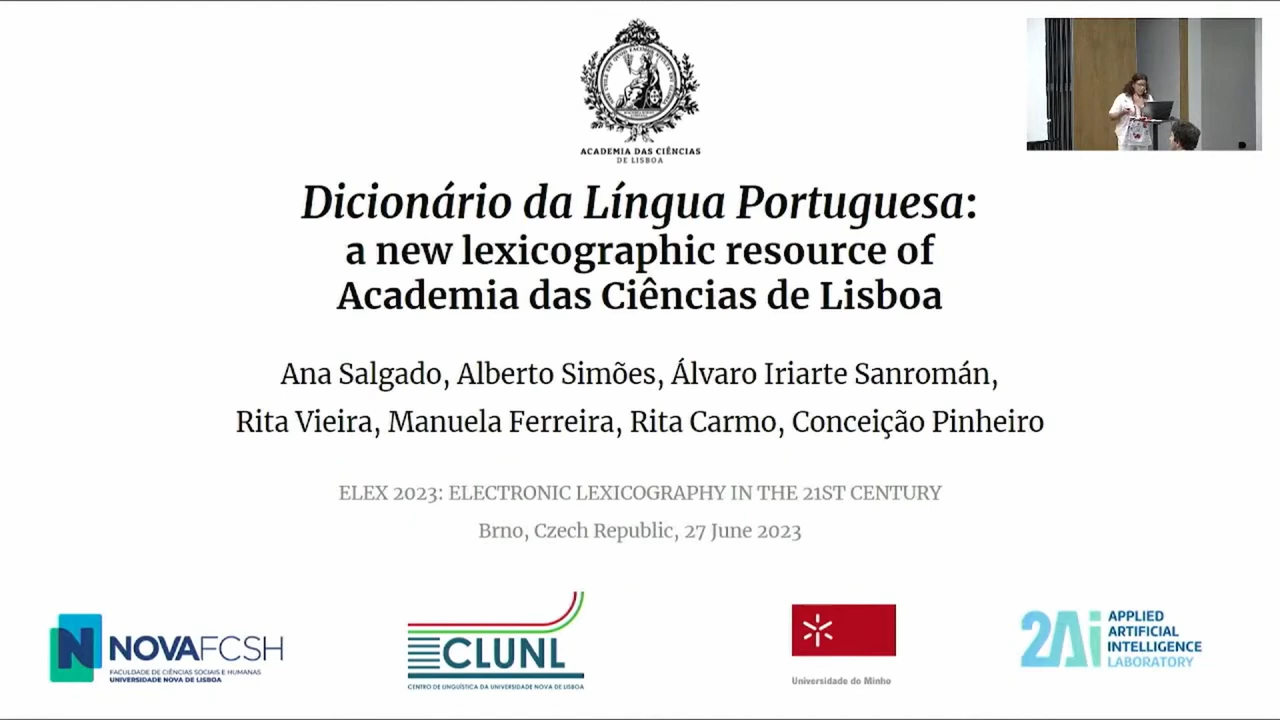 ACADEMIA DAS CIÊNCIAS
DE LISBOA
Dicionário da Língua Portuguesa:
a new lexicographic resource of
Academia das Ciências de Lisboa
Ana Salgado, Alberto Simões, Álvaro Iriarte Sanromán,
Rita Vieira, Manuela Ferreira, Rita Carmo, Conceição Pinheiro
ELEX 2023: ELECTRONIC LEXICOGRAPHY IN THE 21ST CENTURY
Brno, Czech Republic, 27 June 2023
N NOVAFCSH
FACULDADE DE CIÊNCIAS SOCIAIS E HUMANAS
UNIVERSIDADE NOVA DE LISBOA
CLUNL
CENTRO DE LINGUÍSTICA DA UNIVERSIDADE NOVA DE LISBOA
Universidade do Minho
2Ai APPLIED
ARTIFICIAL
INTELLIGENCE
LABORATORY